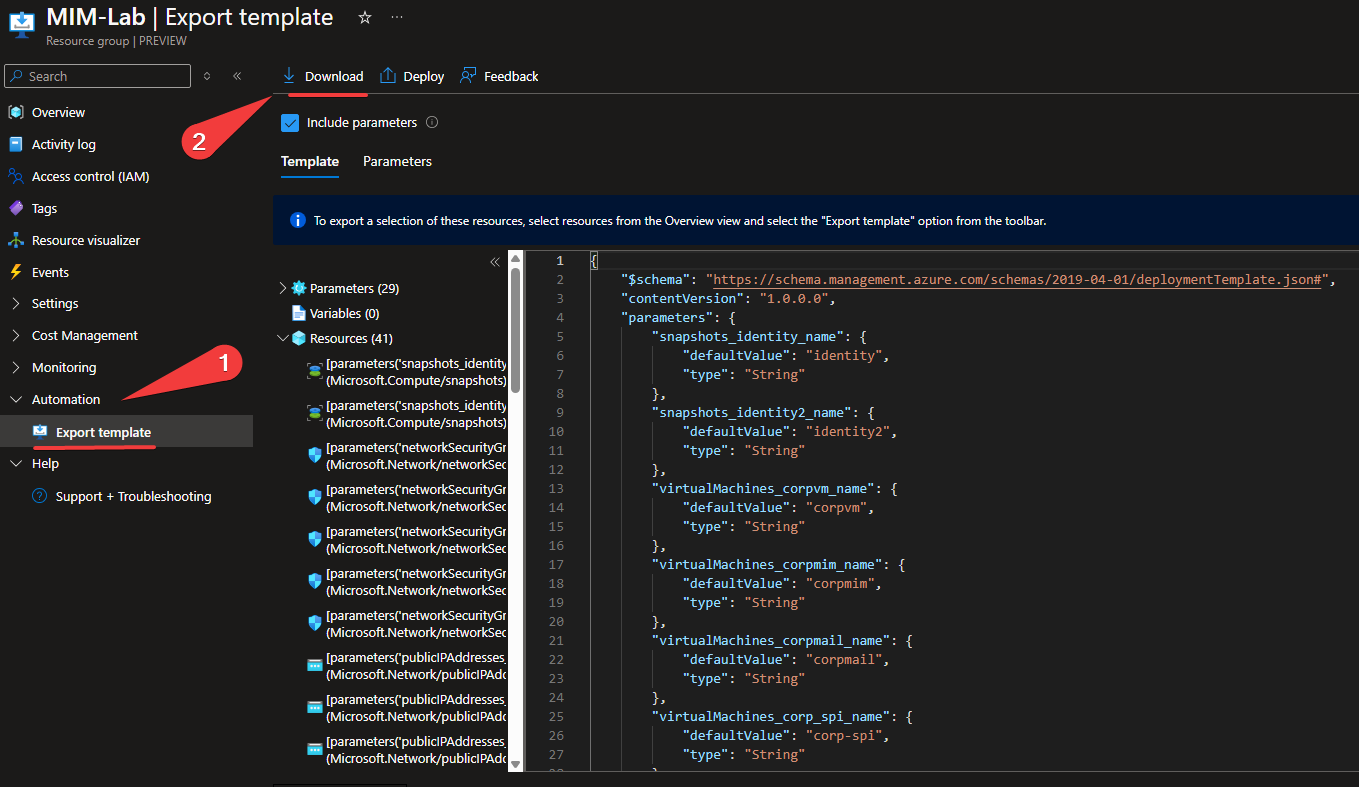 MIM-Lab | Export template
Resource group | PREVIEW
Search
Overview
Activity log
Access control (IAM)
Tags
Resource visualizer
Events
Settings
Cost Management
Monitoring
Automation
Export template
Help
Support + Troubleshooting
1
2
Download Deploy Feedback
Include parameters
Template Parameters
To export a selection of these resources, select resources from the Overview view and select the "Export template" option from the toolbar.
Parameters (29)
Variables (0)
Resources (41)
[parameters('snapshots_identity
(Microsoft.Compute/snapshots)
[parameters('snapshots_identity
(Microsoft.Compute/snapshots)
[parameters('networkSecurityGr
(Microsoft.Network/networkSec
[parameters('networkSecurityGr
(Microsoft.Network/networkSec
[parameters('networkSecurityGr
(Microsoft.Network/networkSec
[parameters('networkSecurityGr
(Microsoft.Network/networkSec
[parameters('networkSecurityGr
(Microsoft.Network/networkSec
[parameters('publicIPAddresses_
(Microsoft.Network/publicIPAdd
[parameters('publicIPAddresses_
(Microsoft.Network/publicIPAdd
[parameters('publicIPAddresses_
(Microsoft.Network/publicIPAdd
1 {
2 "$schema": "https://schema.management.azure.com/schemas/2019-04-01/deploymentTemplate.json#",
3 "contentVersion": "1.0.0.0",
4 "parameters": {
5 "snapshots_identity_name": {
6 "defaultValue": "identity",
7 "type": "String"
8 },
9 "snapshots_identity2_name": {
10 "defaultValue": "identity2",
11 "type": "String"
12 },
13 "virtualMachines_corpvm_name": {
14 "defaultValue": "corpvm",
15 "type": "String"
16 },
17 "virtualMachines_corpmim_name": {
18 "defaultValue": "corpmim",
19 "type": "String"
20 },
21 "virtualMachines_corpmail_name": {
22 "defaultValue": "corpmail",
23 "type": "String"
24 },
25 "virtualMachines_corp_spi_name": {
26 "defaultValue": "corp-spi",
27 "type": "String"